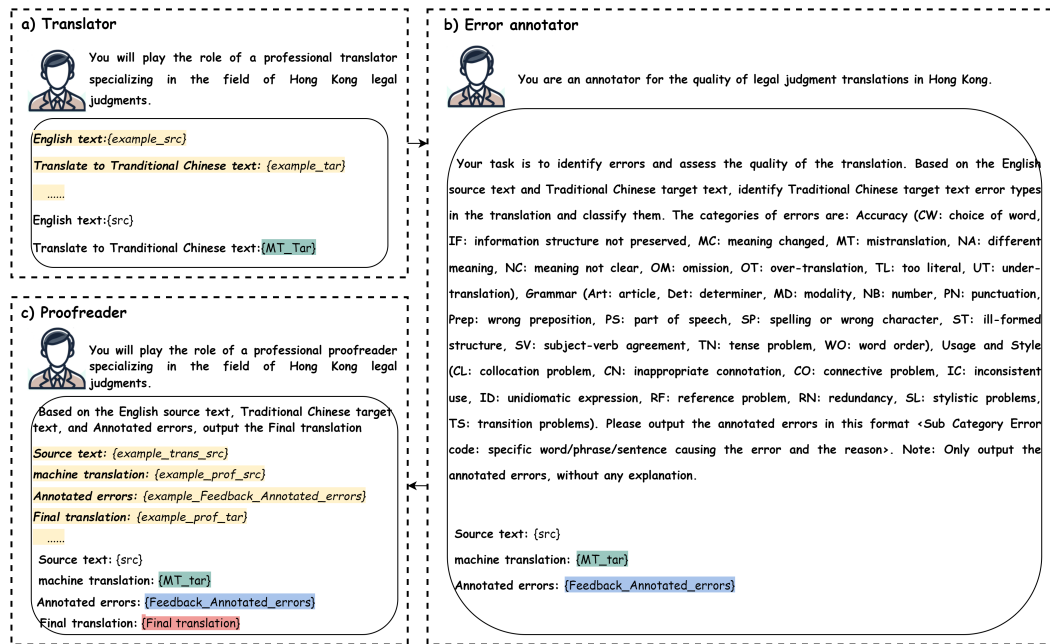 a) Translator
You will play the role of a professional translator
specializing in the field of Hong Kong legal
judgments.
English text:{example_src}
Translate to Tranditional Chinese text: {example_tar}
......
English text:{src}
Translate to Tranditional Chinese text:{MT_Tar}
b) Error annotator
You are an annotator for the quality of legal judgment translations in Hong Kong.
Your task is to identify errors and assess the quality of the translation. Based on the English
source text and Traditional Chinese target text, identify Traditional Chinese target text error types
in the translation and classify them. The categories of errors are: Accuracy (CW: choice of word,
IF: information structure not preserved, MC: meaning changed, MT: mistranslation, NA: different
meaning, NC: meaning not clear, OM: omission, OT: over-translation, TL: too literal, UT: under-
translation), Grammar (Art: article, Det: determiner, MD: modality, NB: number, PN: punctuation,
Prep: wrong preposition, PS: part of speech, SP: spelling or wrong character, ST: ill-formed
structure, SV: subject-verb agreement, TN: tense problem, WO: word order), Usage and Style
(CL: collocation problem, CN: inappropriate connotation, CO: connective problem, IC: inconsistent
use, ID: unidiomatic expression, RF: reference problem, RN: redundancy, SL: stylistic problems,
TS: transition problems). Please output the annotated errors in this format <Sub Category Error
code: specific word/phrase/sentence causing the error and the reason>. Note: Only output the
annotated errors, without any explanation.
Source text: {src}
machine translation: {MT_tar}
Annotated errors: {Feedback_Annotated_errors}
c) Proofreader
You will play the role of a professional proofreader
specializing in the field of Hong Kong legal
judgments.
Based on the English source text, Traditional Chinese target
text, and Annotated errors, output the Final translation
Source text: {example_trans_src}
machine translation: {example_prof_src}
Annotated errors: {example_Feedback_Annotated_errors}
Final translation: {example_prof_tar}
......
Source text: {src}
machine translation: {MT_tar}
Annotated errors: {Feedback_Annotated_errors}
Final translation: {Final translation}